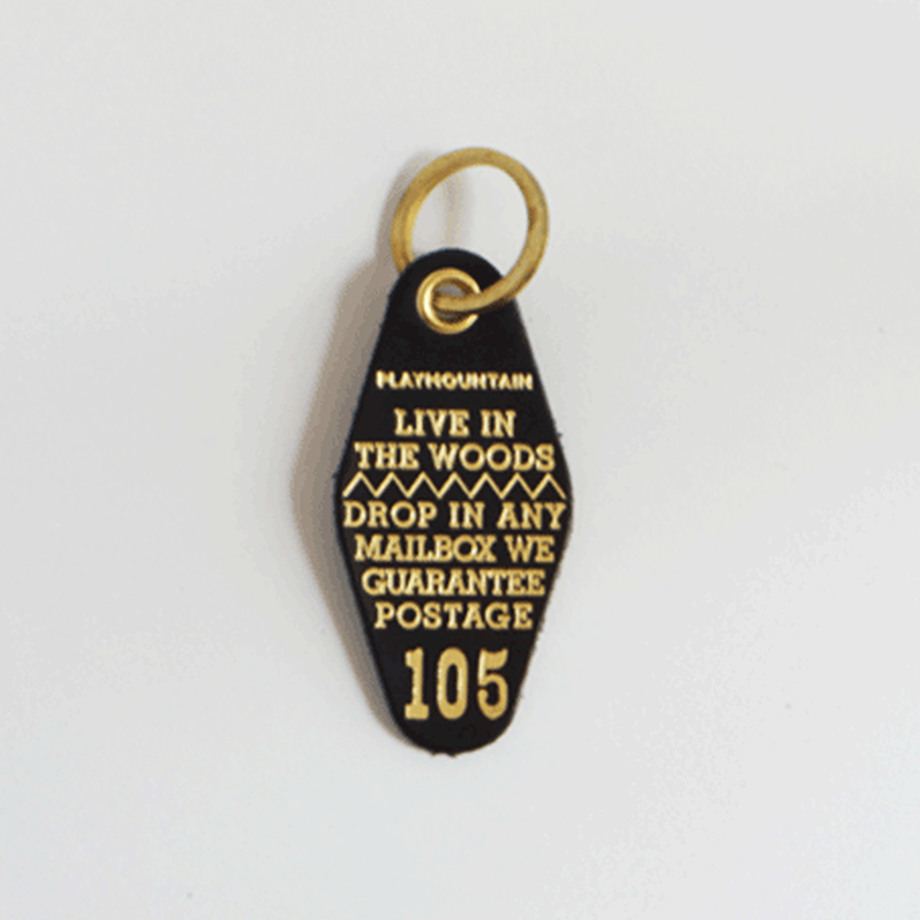 PLAYMOUNTAIN
LIVE IN
THE WOODS
DROP IN ANY
MAILBOX WE
GUARANTEE
POSTAGE
105